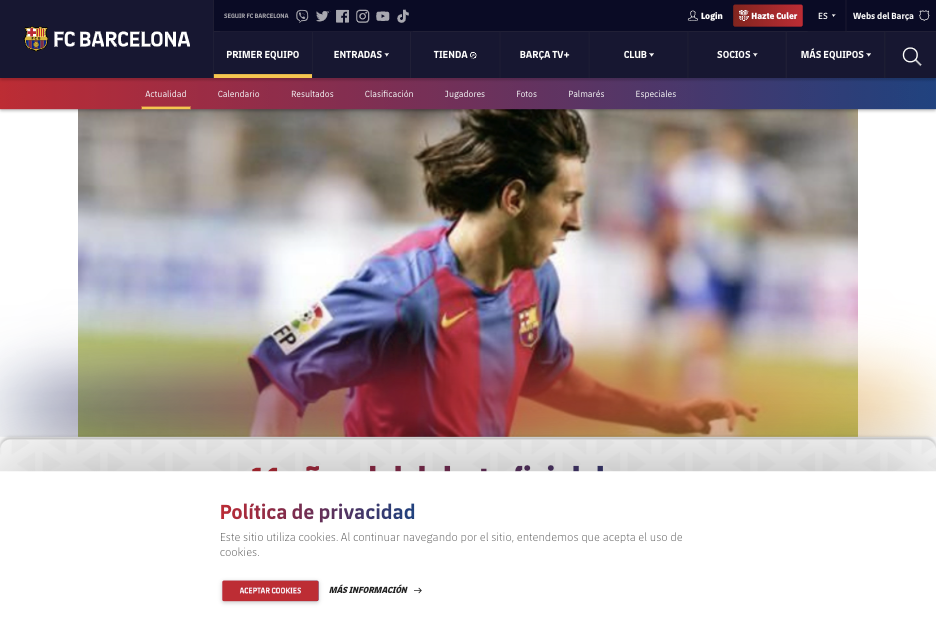 FC BARCELONA
SEGUIR FC BARCELONA
Login
Hazte Culer
ES
Webs del Barça
PRIMER EQUIPO
ENTRADAS
TIENDA
BARÇA TV+
CLUB
SOCIOS
MÁS EQUIPOS
Actualidad
Calendario
Resultados
Clasificación
Jugadores
Fotos
Palmarés
Especiales
FP
Política de privacidad
Este sitio utiliza cookies. Al continuar navegando por el sitio, entendemos que acepta el uso de
cookies.
ACEPTAR COOKIES
MÁS INFORMACIÓN